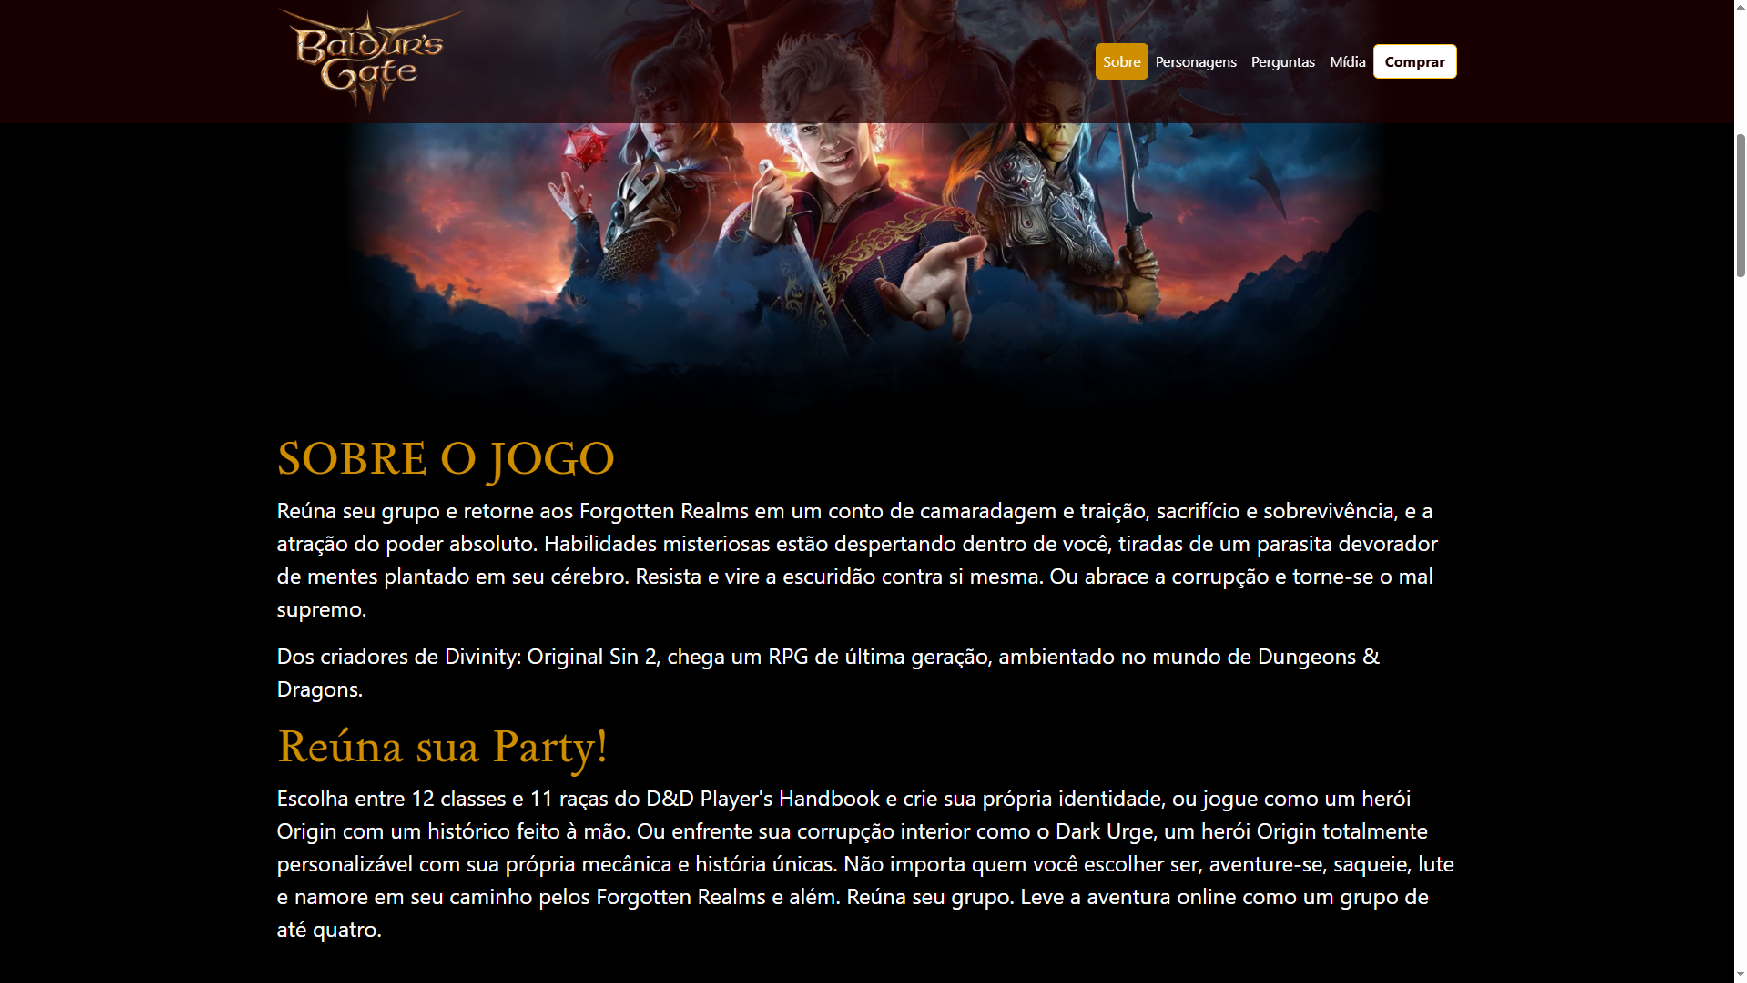 Baldur's
Gate
Sobre Personagens Perguntas Mídia Comprar
SOBRE O JOGO
Reúna seu grupo e retorne aos Forgotten Realms em um conto de camaradagem e traição, sacrifício e sobrevivência, e a
atração do poder absoluto. Habilidades misteriosas estão despertando dentro de você, tiradas de um parasita devorador
de mentes plantado em seu cérebro. Resista e vire a escuridão contra si mesma. Ou abrace a corrupção e torne-se o mal
supremo.
Dos criadores de Divinity: Original Sin 2, chega um RPG de última geração, ambientado no mundo de Dungeons &
Dragons.
Reúna sua Party!
Escolha entre 12 classes e 11 raças do D&D Player's Handbook e crie sua própria identidade, ou jogue como um herói
Origin com um histórico feito à mão. Ou enfrente sua corrupção interior como o Dark Urge, um herói Origin totalmente
personalizável com sua própria mecânica e história únicas. Não importa quem você escolher ser, aventure-se, saqueie, lute
e namore em seu caminho pelos Forgotten Realms e além. Reúna seu grupo. Leve a aventura online como um grupo de
até quatro.